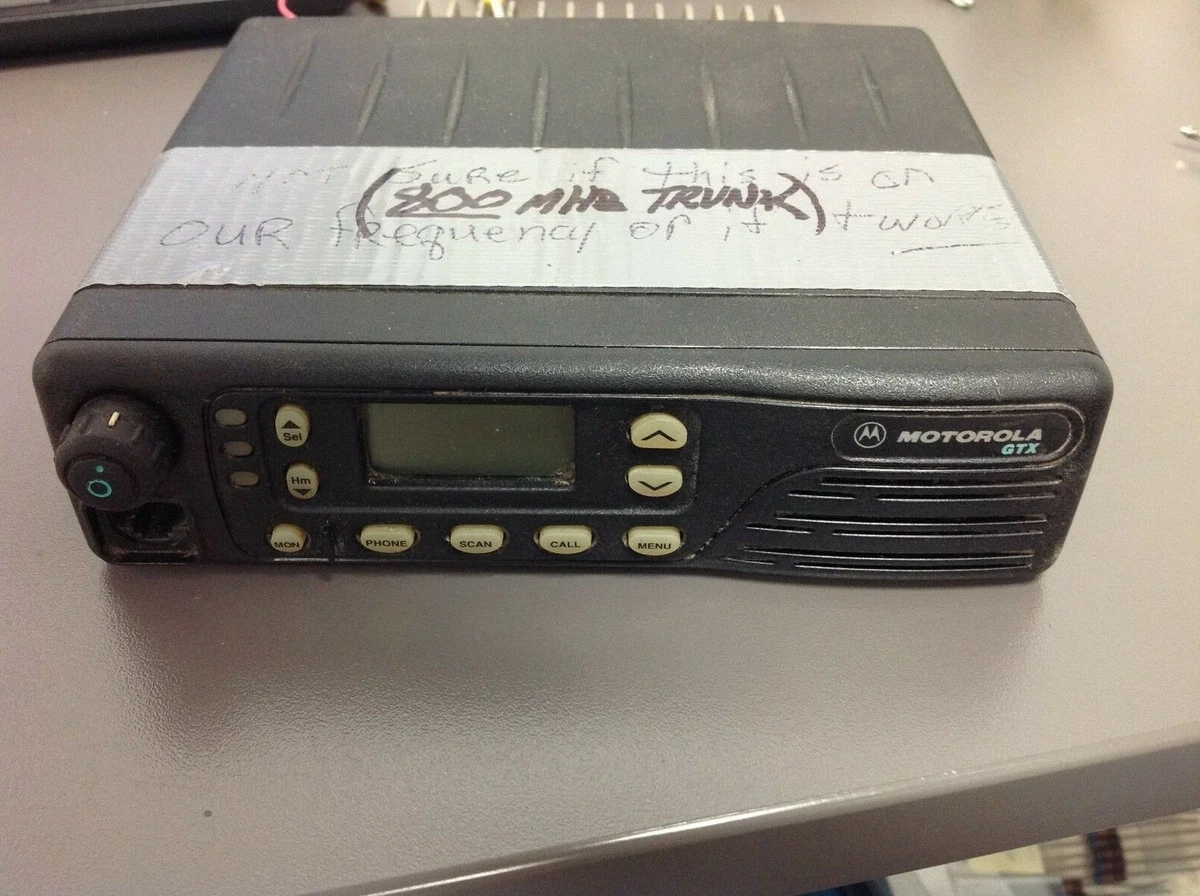 NOT Sure if this is on
(800 MHz TRUNK)
OUR frequency or if it works
Sel
Hm
MOTOROLA
GTX
MON
PHONE
SCAN
CALL
MENU